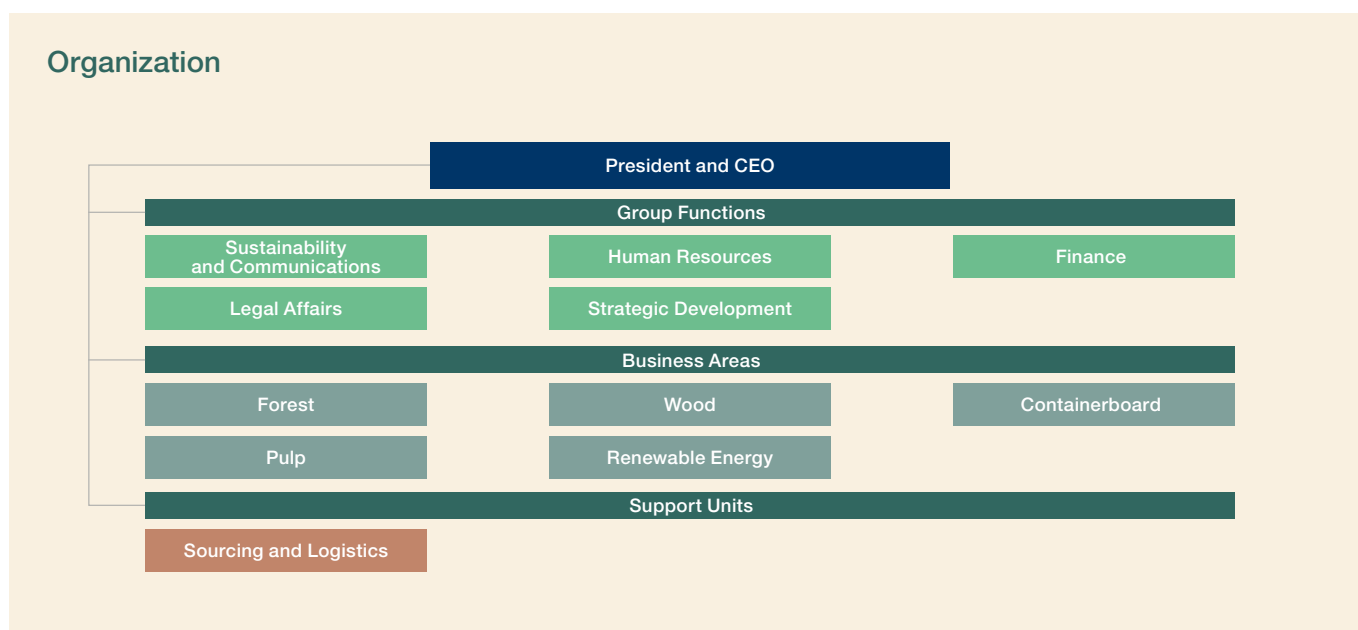 Organization
President and CEO
Group Functions
Sustainability
and Communications
Human Resources
Finance
Legal Affairs
Strategic Development
Business Areas
Forest
Wood
Containerboard
Pulp
Renewable Energy
Support Units
Sourcing and Logistics